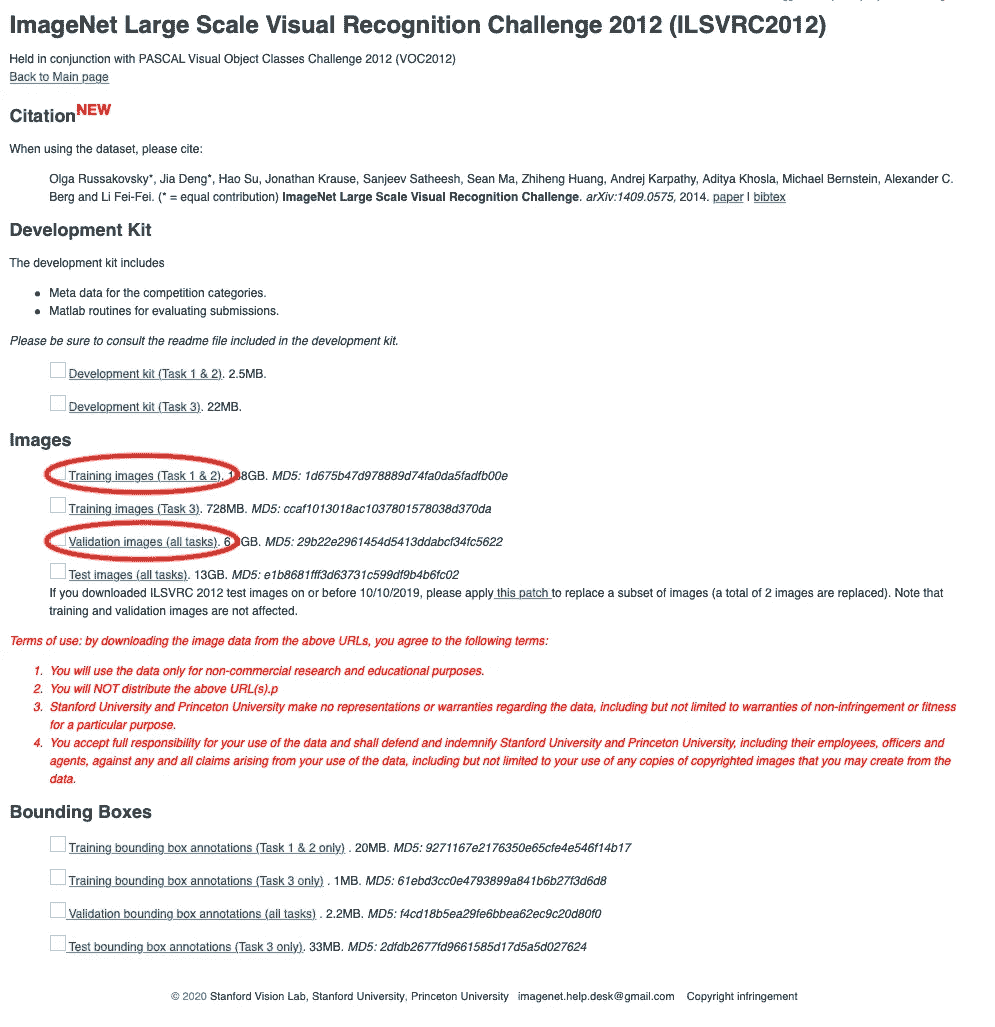 ImageNet Large Scale Visual Recognition Challenge 2012 (ILSVRC2012)
Held in conjunction with PASCAL Visual Object Classes Challenge 2012 (VOC2012)
Back to Main page
Citation NEW
When using the dataset, please cite:
Olga Russakovsky*, Jia Deng*, Hao Su, Jonathan Krause, Sanjeev Satheesh, Sean Ma, Zhiheng Huang, Andrej Karpathy, Aditya Khosla, Michael Bernstein, Alexander C.
Berg and Li Fei-Fei. (* = equal contribution) ImageNet Large Scale Visual Recognition Challenge. arXiv:1409.0575, 2014. paper | bibtex
Development Kit
The development kit includes
• Meta data for the competition categories.
• Matlab routines for evaluating submissions.
Please be sure to consult the readme file included in the development kit.
Development kit (Task 1 & 2). 2.5MB.
Development kit (Task 3). 22MB.
Images
Training images (Task 1 & 2). MD5: 1d675b47d978889d74fa0da5fadfb00e
Training images (Task 3). 728MB. MD5: ccaf1013018ac1037801578038d370da
Validation images (all tasks). MD5: 29b22e2961454d5413ddabcf34fc5622
Test images (all tasks). 13GB. MD5: e1b8681fff3d63731c599df9b4b6fc02
If you downloaded ILSVRC 2012 test images on or before 10/10/2019, please apply this patch to replace a subset of images (a total of 2 images are replaced). Note that
training and validation images are not affected.
Terms of use: by downloading the image data from the above URLs, you agree to the following terms:
1. You will use the data only for non-commercial research and educational purposes.
2. You will NOT distribute the above URL(s).p
3. Stanford University and Princeton University make no representations or warranties regarding the data, including but not limited to warranties of non-infringement or fitness
for a particular purpose.
4. You accept full responsibility for your use of the data and shall defend and indemnify Stanford University and Princeton University, including their employees, officers and
agents, against any and all claims arising from your use of the data, including but not limited to your use of any copies of copyrighted images that you may create from the
data.
Bounding Boxes
Training bounding box annotations (Task 1 & 2 only) . 20MB. MD5: 9271167e2176350e65cfe4e546f14b17
Training bounding box annotations (Task 3 only) . 1MB. MD5: 61ebd3cc0e4793899a841b6b27f3d6d8
Validation bounding box annotations (all tasks) . 2.2MB. MD5: f4cd18b5ea29fe6bbea62ec9c20d80f0
Test bounding box annotations (Task 3 only). 33MB. MD5: 2dfdb2677fd9661585d17d5a5d027624
© 2020 Stanford Vision Lab, Stanford University, Princeton University imagenet.help.desk@gmail.com Copyright infringement